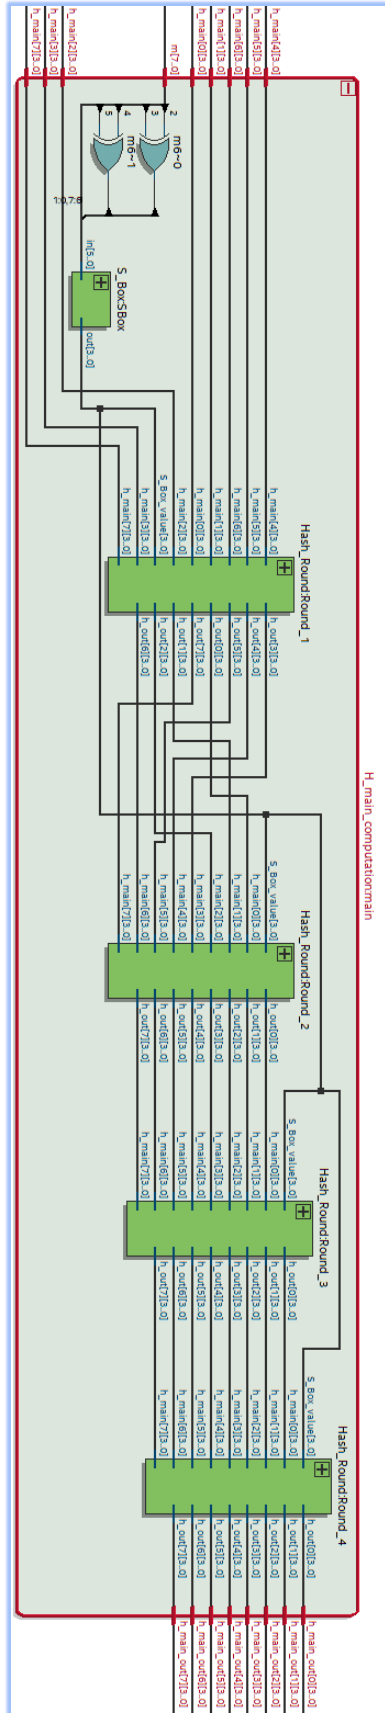 H_main_computation:main
h_main[4][3..0]
h_main[5][3..0]
h_main[6][3..0]
h_main[1][3..0]
h_main[0][3..0]
m[7..0]
h_main[2][3..0]
h_main[3][3..0]
h_main[7][3..0]
m6~0
2
3
m6~1
4
5
1:0,7:6
S_Box:SBox
in[5..0]
out[3..0]
Hash_Round:Round_1
h_main[4][3..0]
h_main[5][3..0]
h_main[6][3..0]
h_main[1][3..0]
h_main[0][3..0]
h_main[2][3..0]
S_Box_value[3..0]
h_main[3][3..0]
h_main[7][3..0]
h_out[3][3..0]
h_out[4][3..0]
h_out[5][3..0]
h_out[0][3..0]
h_out[7][3..0]
h_out[1][3..0]
h_out[2][3..0]
h_out[6][3..0]
Hash_Round:Round_2
S_Box_value[3..0]
h_main[0][3..0]
h_main[1][3..0]
h_main[2][3..0]
h_main[3][3..0]
h_main[4][3..0]
h_main[5][3..0]
h_main[6][3..0]
h_main[7][3..0]
h_out[0][3..0]
h_out[1][3..0]
h_out[2][3..0]
h_out[3][3..0]
h_out[4][3..0]
h_out[5][3..0]
h_out[6][3..0]
h_out[7][3..0]
Hash_Round:Round_3
S_Box_value[3..0]
h_main[0][3..0]
h_main[1][3..0]
h_main[2][3..0]
h_main[3][3..0]
h_main[4][3..0]
h_main[5][3..0]
h_main[6][3..0]
h_main[7][3..0]
h_out[0][3..0]
h_out[1][3..0]
h_out[2][3..0]
h_out[3][3..0]
h_out[4][3..0]
h_out[5][3..0]
h_out[6][3..0]
h_out[7][3..0]
Hash_Round:Round_4
S_Box_value[3..0]
h_main[0][3..0]
h_main[1][3..0]
h_main[2][3..0]
h_main[3][3..0]
h_main[4][3..0]
h_main[5][3..0]
h_main[6][3..0]
h_main[7][3..0]
h_out[0][3..0]
h_out[1][3..0]
h_out[2][3..0]
h_out[3][3..0]
h_out[4][3..0]
h_out[5][3..0]
h_out[6][3..0]
h_out[7][3..0]
h_main_out[0][3..0]
h_main_out[1][3..0]
h_main_out[2][3..0]
h_main_out[3][3..0]
h_main_out[4][3..0]
h_main_out[5][3..0]
h_main_out[6][3..0]
h_main_out[7][3..0]